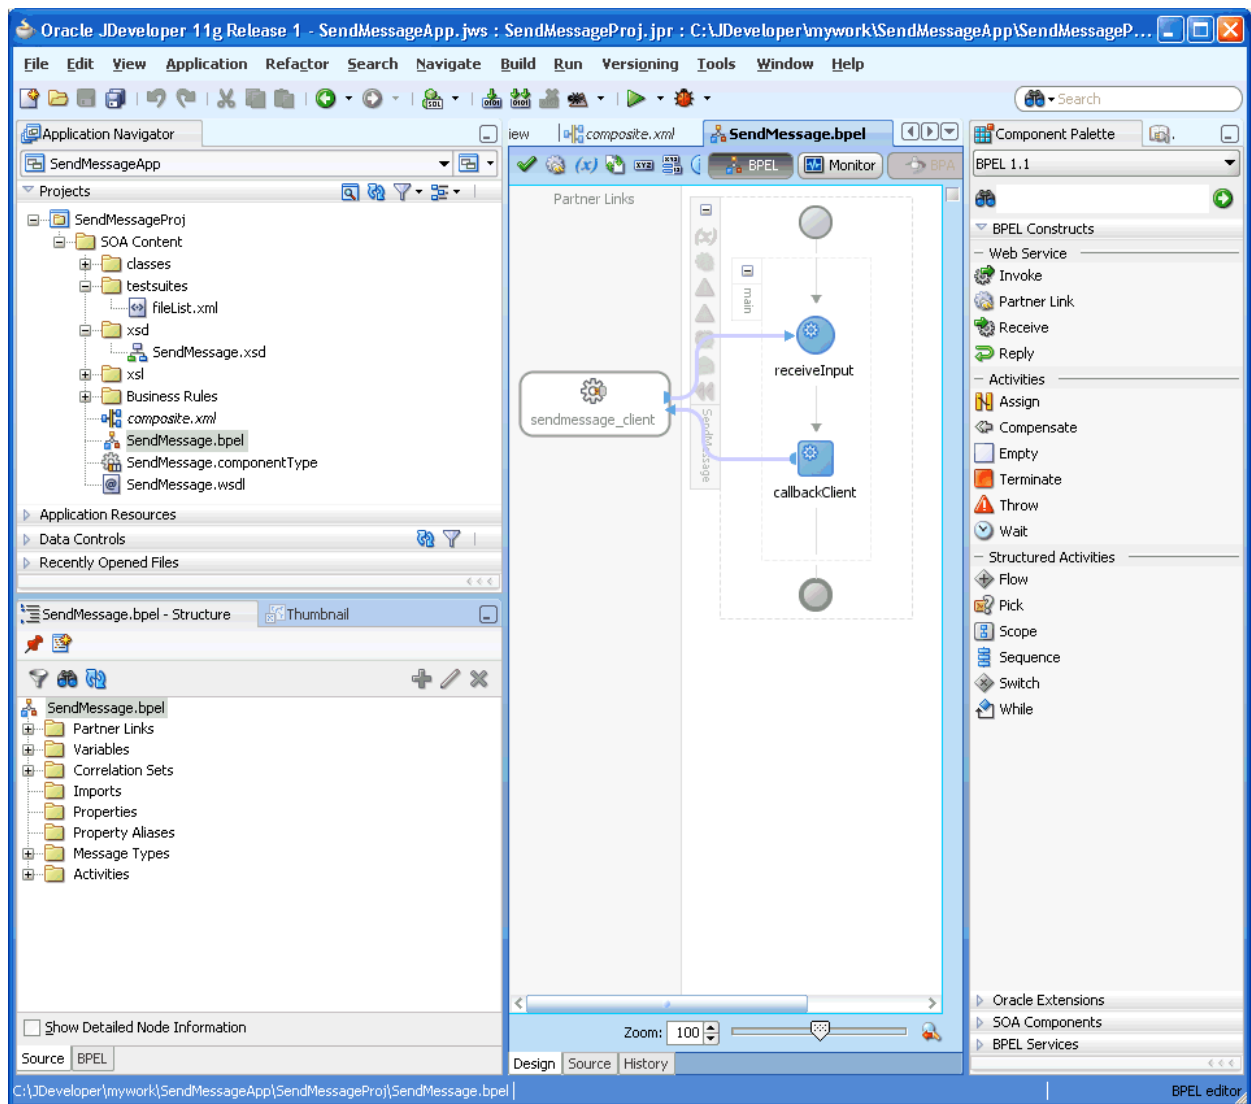 Oracle JDeveloper 11g Release 1 - SendMessageApp.jws : SendMessageProj.jpr : C:\JDeveloper\mywork\SendMessageApp\SendMessageP...
File Edit View Application Refactor Search Navigate Build Run Versioning Tools Window Help
Search
Application Navigator
SendMessageApp
Projects
SendMessageProj
SOA Content
classes
testsuites
fileList.xml
xsd
SendMessage.xsd
xsl
Business Rules
composite.xml
SendMessage.bpel
SendMessage.componentType
SendMessage.wsdl
Application Resources
Data Controls
Recently Opened Files
SendMessage.bpel - Structure
Thumbnail
SendMessage.bpel
Partner Links
Variables
Correlation Sets
Imports
Properties
Property Aliases
Message Types
Activities
Show Detailed Node Information
Source BPEL
iew composite.xml SendMessage.bpel
(x) XYZ BPEL Monitor BPA
Partner Links
main
receiveInput
sendmessage_client
SendMessage
callbackClient
Zoom: 100
Design Source History
Component Palette
BPEL 1.1
BPEL Constructs
Web Service
Invoke
Partner Link
Receive
Reply
Activities
Assign
Compensate
Empty
Terminate
Throw
Wait
Structured Activities
Flow
Pick
Scope
Sequence
Switch
While
Oracle Extensions
SOA Components
BPEL Services
C:\JDeveloper\mywork\SendMessageApp\SendMessageProj\SendMessage.bpel
BPEL editor